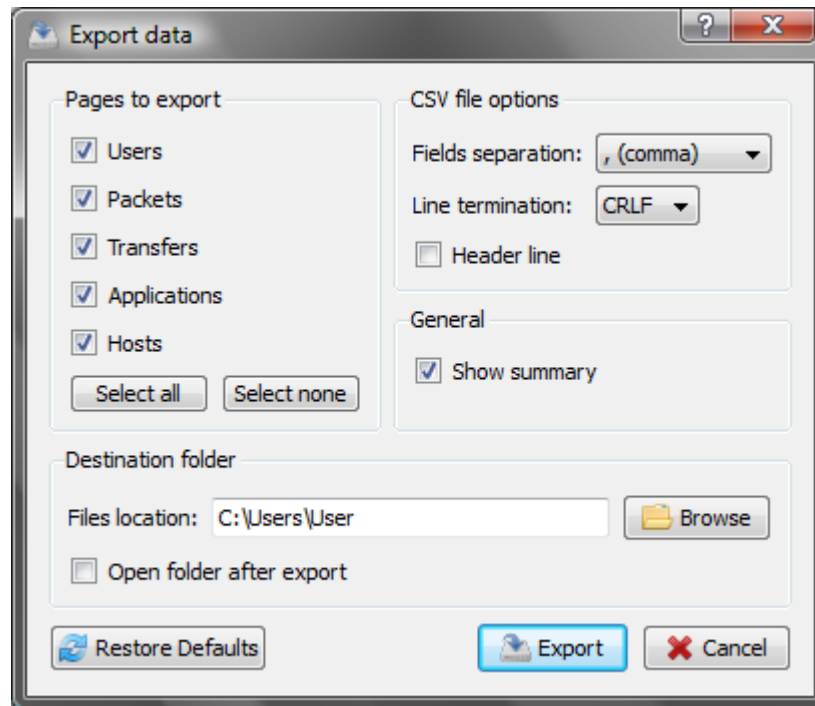 Export data
Pages to export
Users
Packets
Transfers
Applications
Hosts
Select all Select none
CSV file options
Fields separation: , (comma)
Line termination: CRLF
Header line
General
Show summary
Destination folder
Files location: C:\Users\User Browse
Open folder after export
Restore Defaults Export Cancel